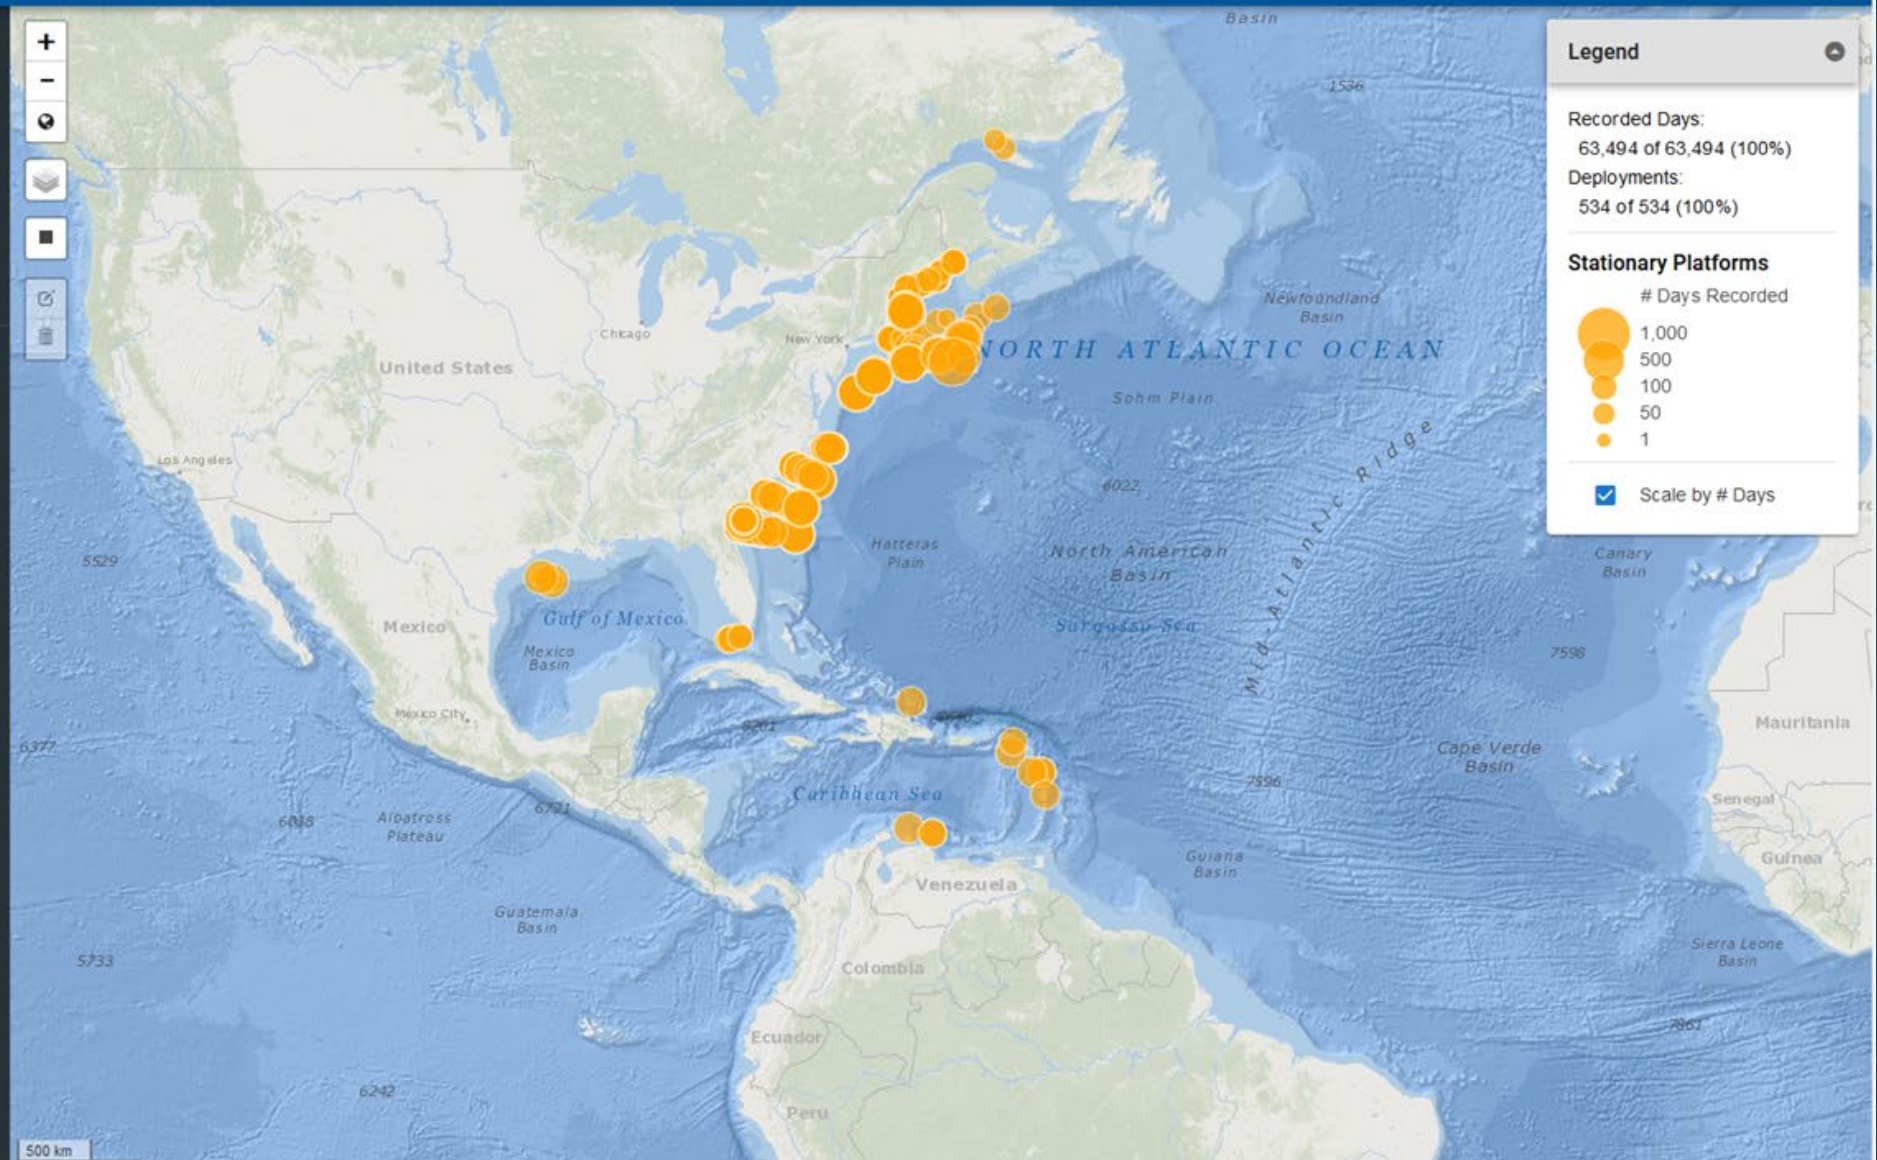 Basin
+
−
Legend
1536
Recorded Days:
63,494 of 63,494 (100%)
Deployments:
534 of 534 (100%)
Stationary Platforms
# Days Recorded
1,000
500
100
50
1
Scale by # Days
Newfoundland
Basin
Chicago
New York
NORTH ATLANTIC OCEAN
United States
Sohm Plain
Mid-Atlantic Ridge
Los Angeles
6022
Hatteras
Plain
North American
Basin
Canary
Basin
5529
Gulf of Mexico
Mexico
Sargasso Sea
Mexico
Basin
7598
Mexico City
Mauritania
6377
Cape Verde
Basin
7596
Caribbean Sea
Senegal
Albatross
Plateau
Guinea
Guiana
Basin
Venezuela
Guatemala
Basin
Sierra Leone
Basin
5733
Colombia
Ecuador
6242
Peru
500 km